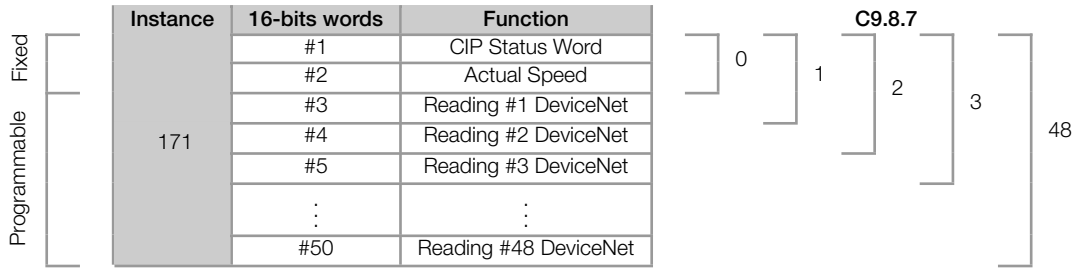 Instance 16-bits words Function C9.8.7
Fixed
#1 CIP Status Word
#2 Actual Speed
0
1
2
3
48
Programmable
171
#3 Reading #1 DeviceNet
#4 Reading #2 DeviceNet
#5 Reading #3 DeviceNet
⋮ ⋮
#50 Reading #48 DeviceNet